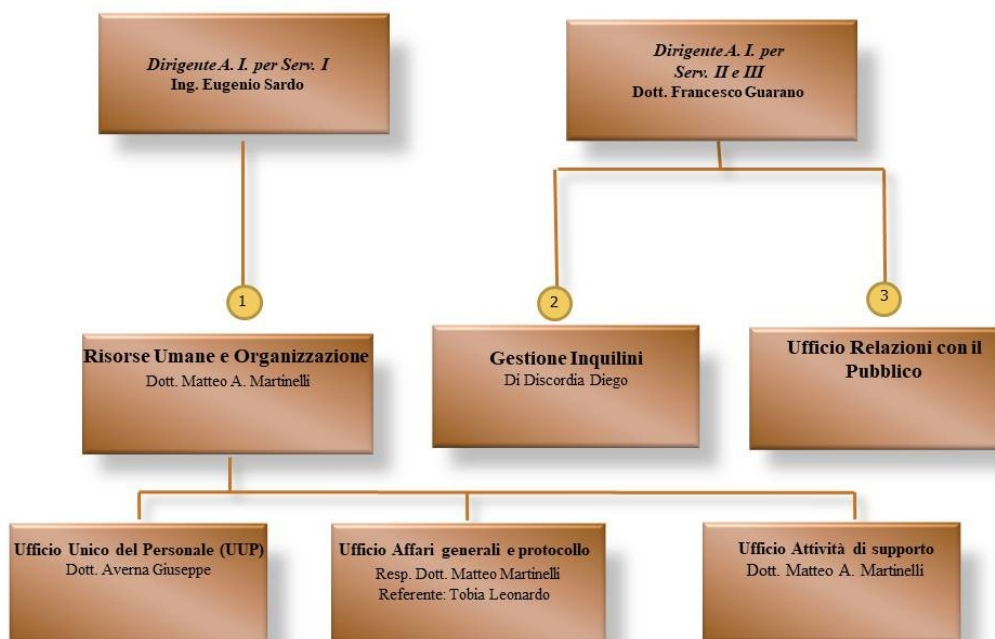 Dirigente A. I. per Serv. I
Ing. Eugenio Sardo
Dirigente A. I. per
Serv. II e III
Dott. Francesco Guarano
1
2
3
Risorse Umane e Organizzazione
Dott. Matteo A. Martinelli
Gestione Inquilini
Di Discordia Diego
Ufficio Relazioni con il
Pubblico
Ufficio Unico del Personale (UUP)
Dott. Averna Giuseppe
Ufficio Affari generali e protocollo
Resp. Dott. Matteo Martinelli
Referente: Tobia Leonardo
Ufficio Attività di supporto
Dott. Matteo A. Martinelli